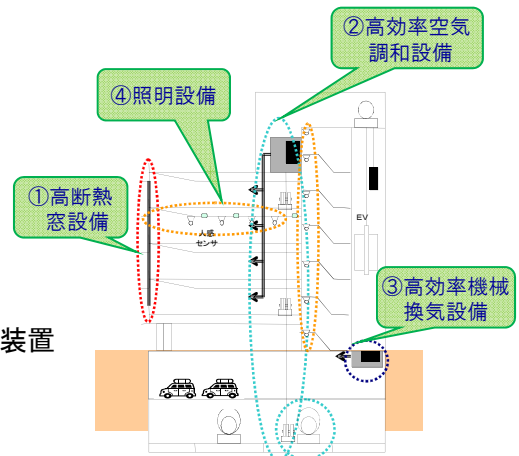 ②高効率空気
調和設備
④照明設備
①高断熱
窓設備
人感
センサ
EV
③高効率機械
換気設備
装置